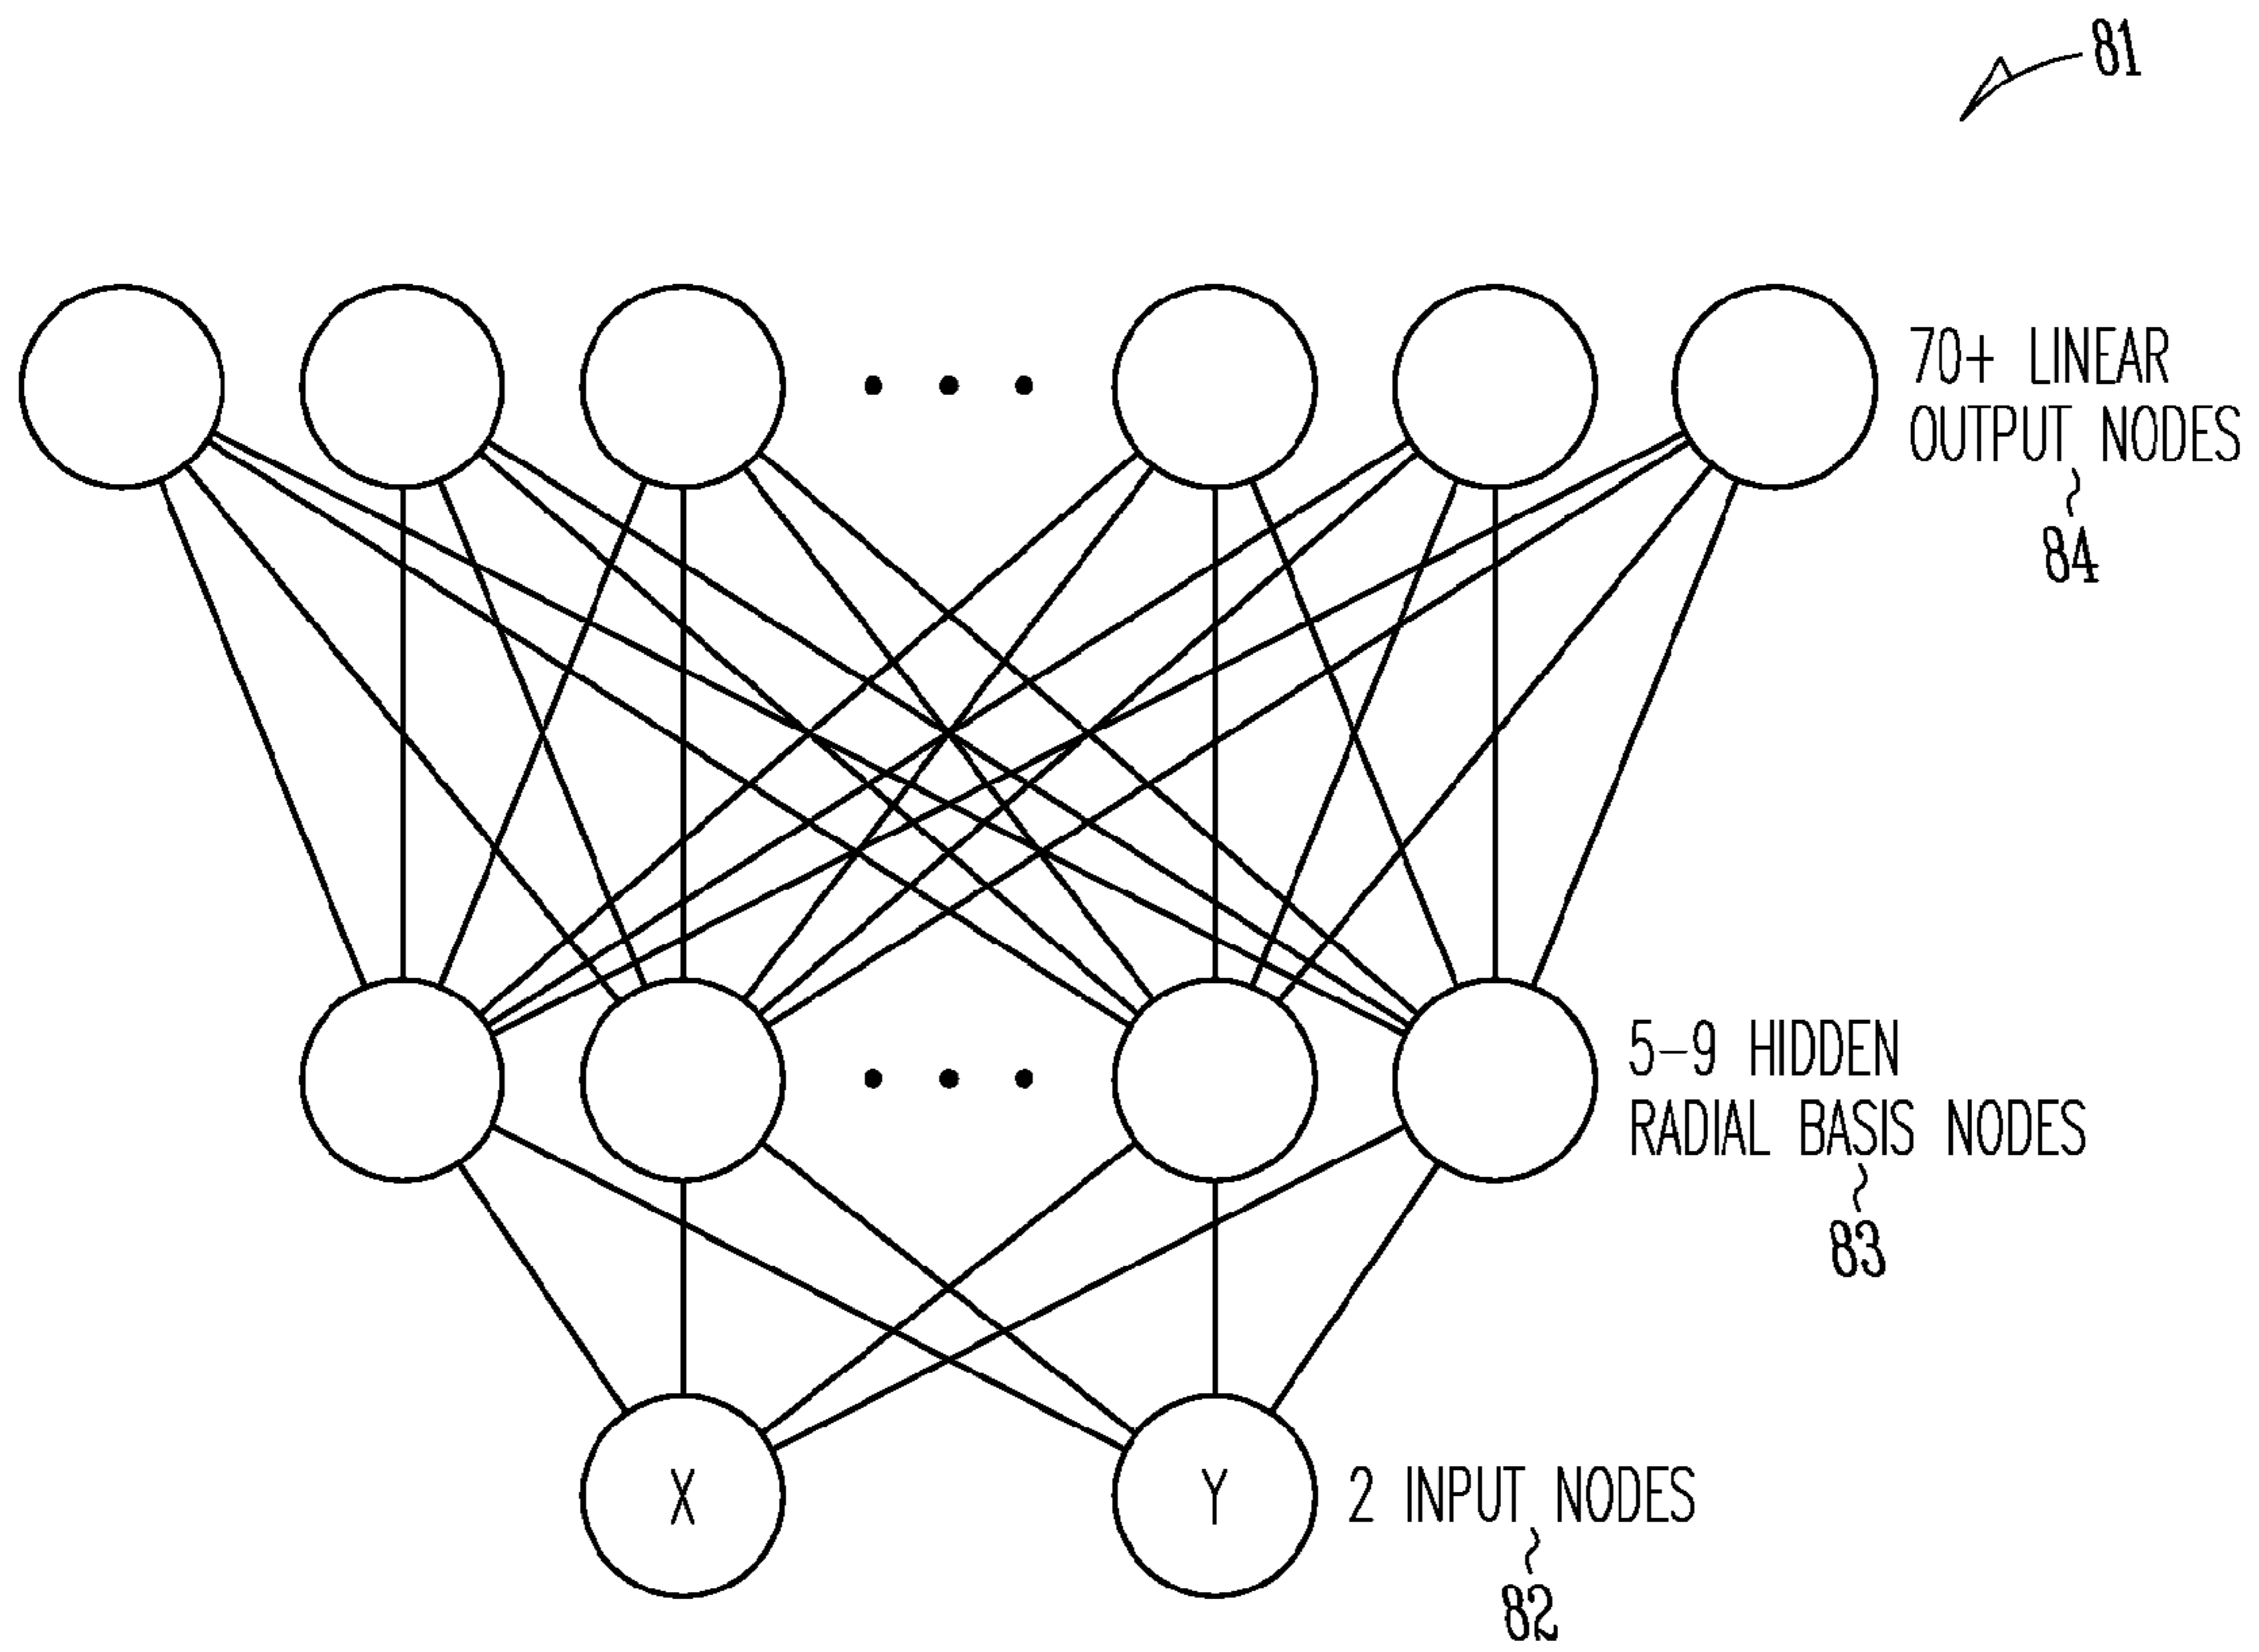 81
70+ LINEAR
OUTPUT NODES
84
5-9 HIDDEN
RADIAL BASIS NODES
83
X
Y
2 INPUT NODES
82